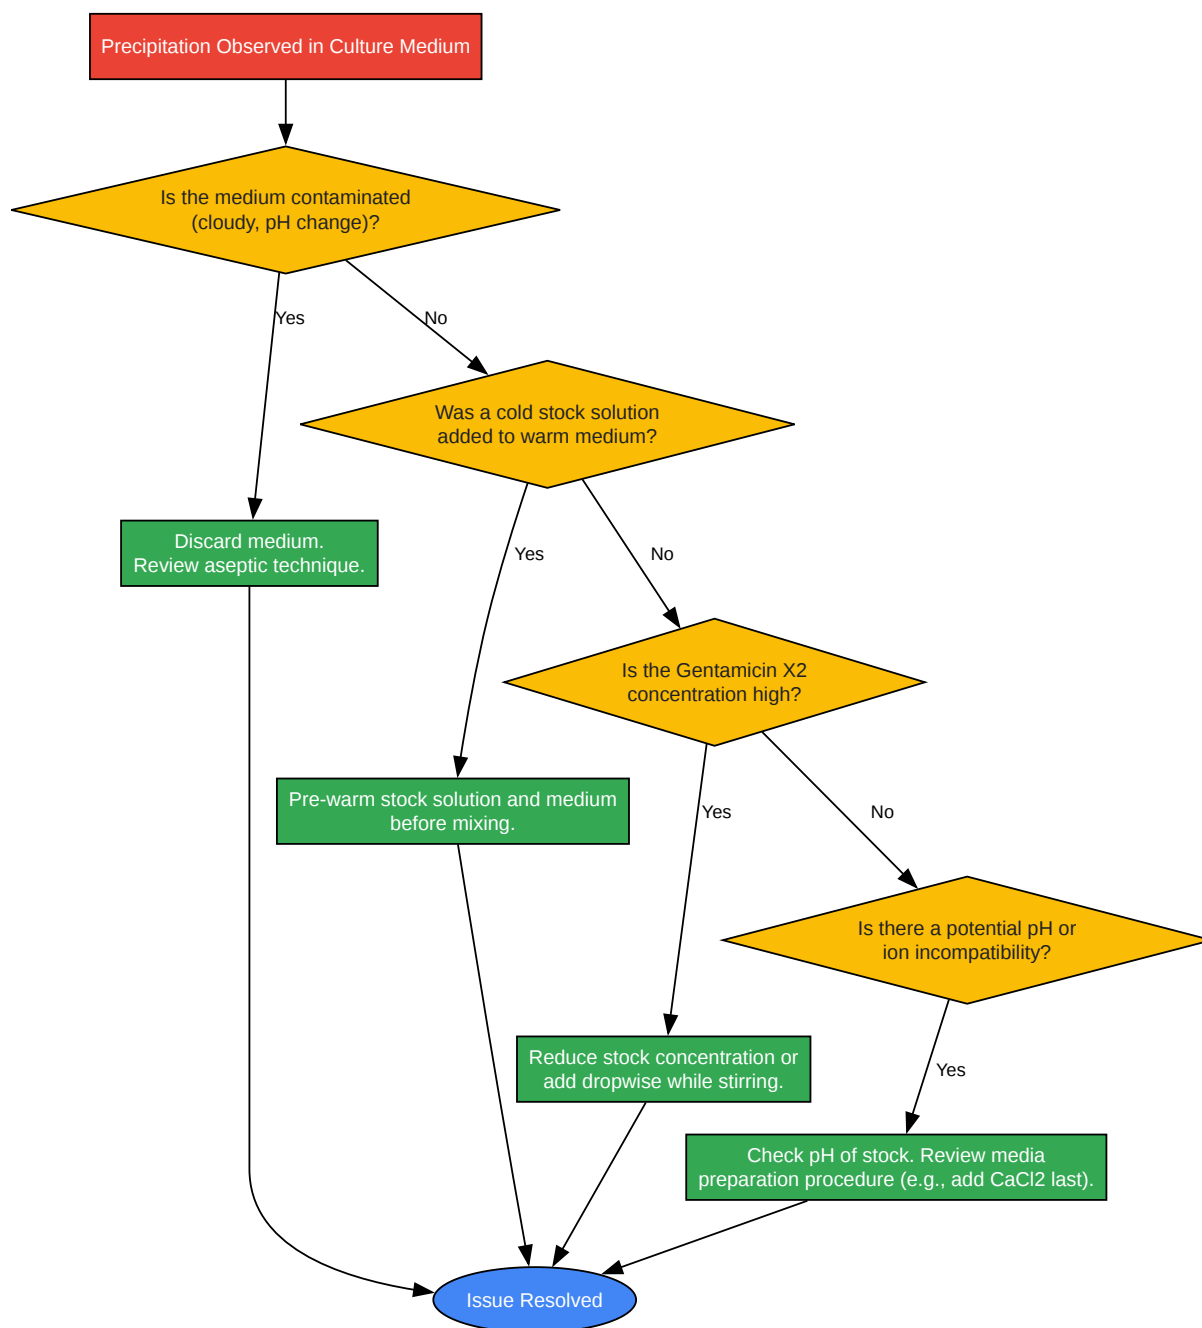 Precipitation Observed in Culture Medium
Is the medium contaminated
(cloudy, pH change)?
Yes
No
Was a cold stock solution
added to warm medium?
Discard medium.
Review aseptic technique.
Yes
No
Is the Gentamicin X2
concentration high?
Pre-warm stock solution and medium
before mixing.
Yes
No
Is there a potential pH or
ion incompatibility?
Reduce stock concentration or
add dropwise while stirring.
Yes
Check pH of stock. Review media
preparation procedure (e.g., add CaCl2 last).
Issue Resolved